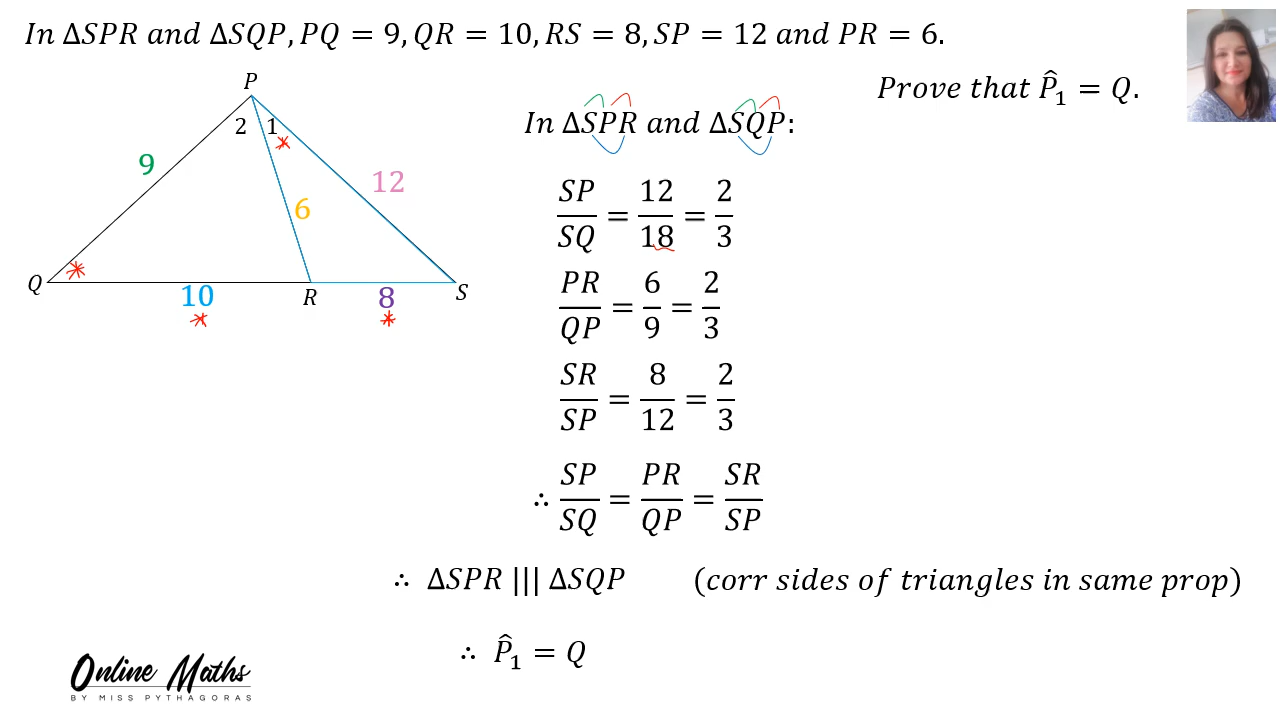 In ΔSPR and ΔSQP, PQ = 9, QR = 10, RS = 8, SP = 12 and PR = 6.
Prove that P̂₁ = Q.
P
2 1
9
12
6
Q
10
R
8
S
In ΔSPR and ΔSQP:
SP/SQ = 12/18 = 2/3
PR/QP = 6/9 = 2/3
SR/SP = 8/12 = 2/3
∴ SP/SQ = PR/QP = SR/SP
∴ ΔSPR ||| ΔSQP (corr sides of triangles in same prop)
∴ P̂₁ = Q
Online Maths
BY MISS PYTHAGORAS